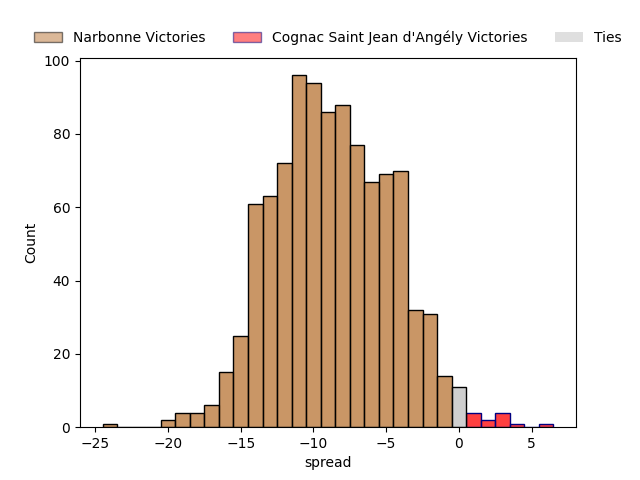 Narbonne Victories Cognac Saint Jean d'Angély Victories Ties
100
80
60
40
20
0
Count
−25 −20 −15 −10 −5 0 5
spread